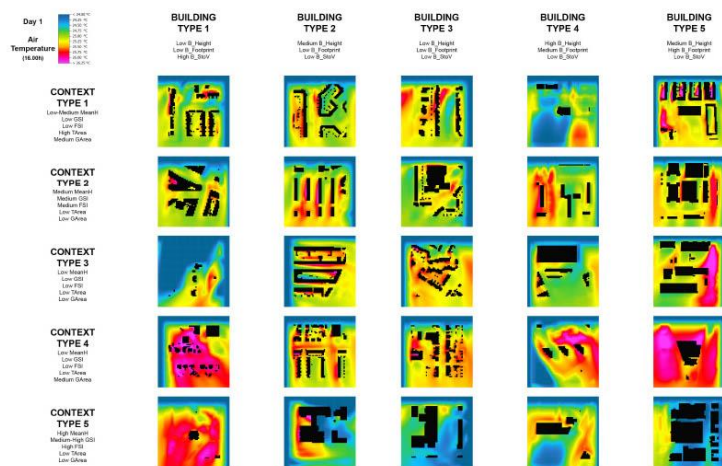 Day 1
Air
Temperature
(16.00h)
BUILDING
TYPE 1
Low B_Height
Low B_Footprint
High B_StoV
BUILDING
TYPE 2
Medium B_Height
Low B_Footprint
Low B_StoV
BUILDING
TYPE 3
Low B_Height
Low B_Footprint
Low B_StoV
BUILDING
TYPE 4
High B_Height
Medium B_Footprint
Low B_StoV
BUILDING
TYPE 5
Medium B_Height
High B_Footprint
Low B_StoV
CONTEXT
TYPE 1
Low-Medium MeanH
Low GSI
Low FSI
High TArea
Medium GArea
CONTEXT
TYPE 2
Medium MeanH
Medium GSI
Medium FSI
Low TArea
Low GArea
CONTEXT
TYPE 3
Low MeanH
Low GSI
Low FSI
Low TArea
Low GArea
CONTEXT
TYPE 4
Low MeanH
Low GSI
Low FSI
Low TArea
Medium GArea
CONTEXT
TYPE 5
High MeanH
Medium-High GSI
High FSI
Low TArea
Low GArea